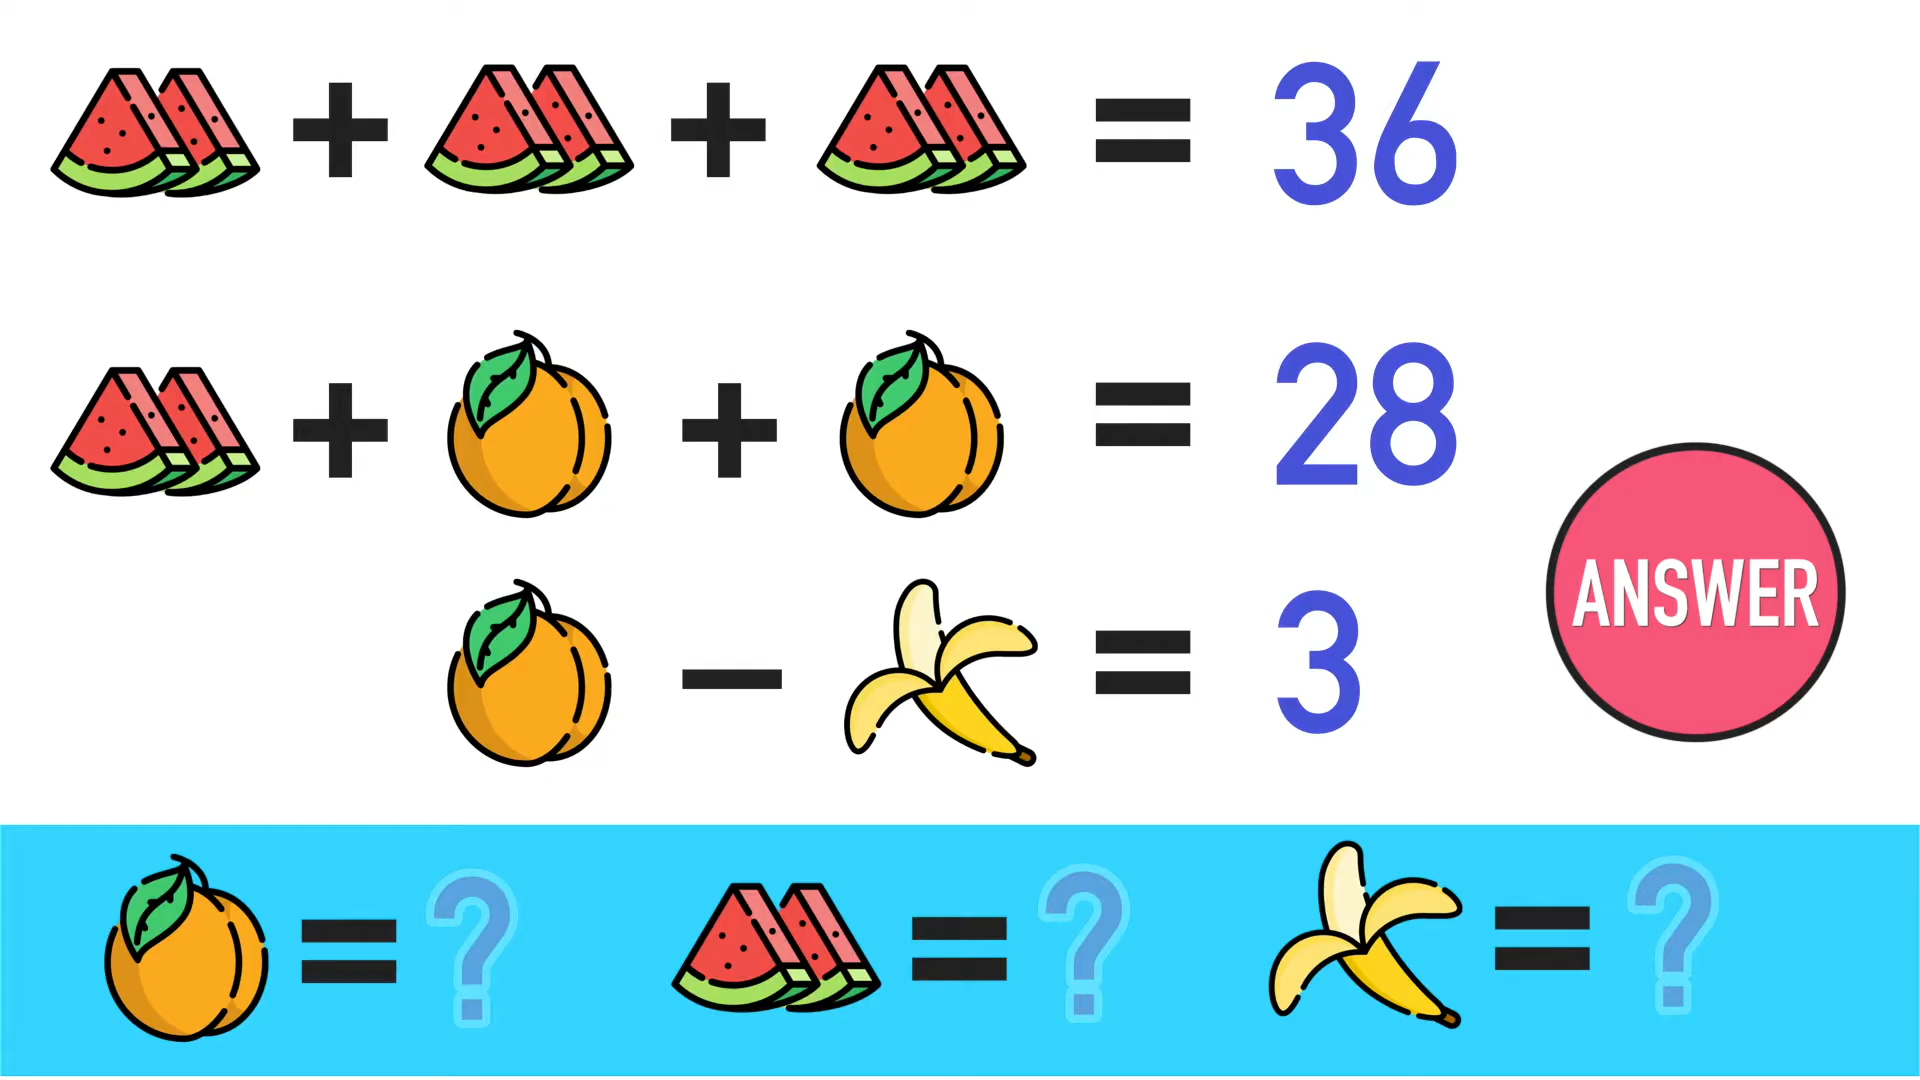 + + = 36
+ + = 28
- = 3
ANSWER
= ? = ? = ?